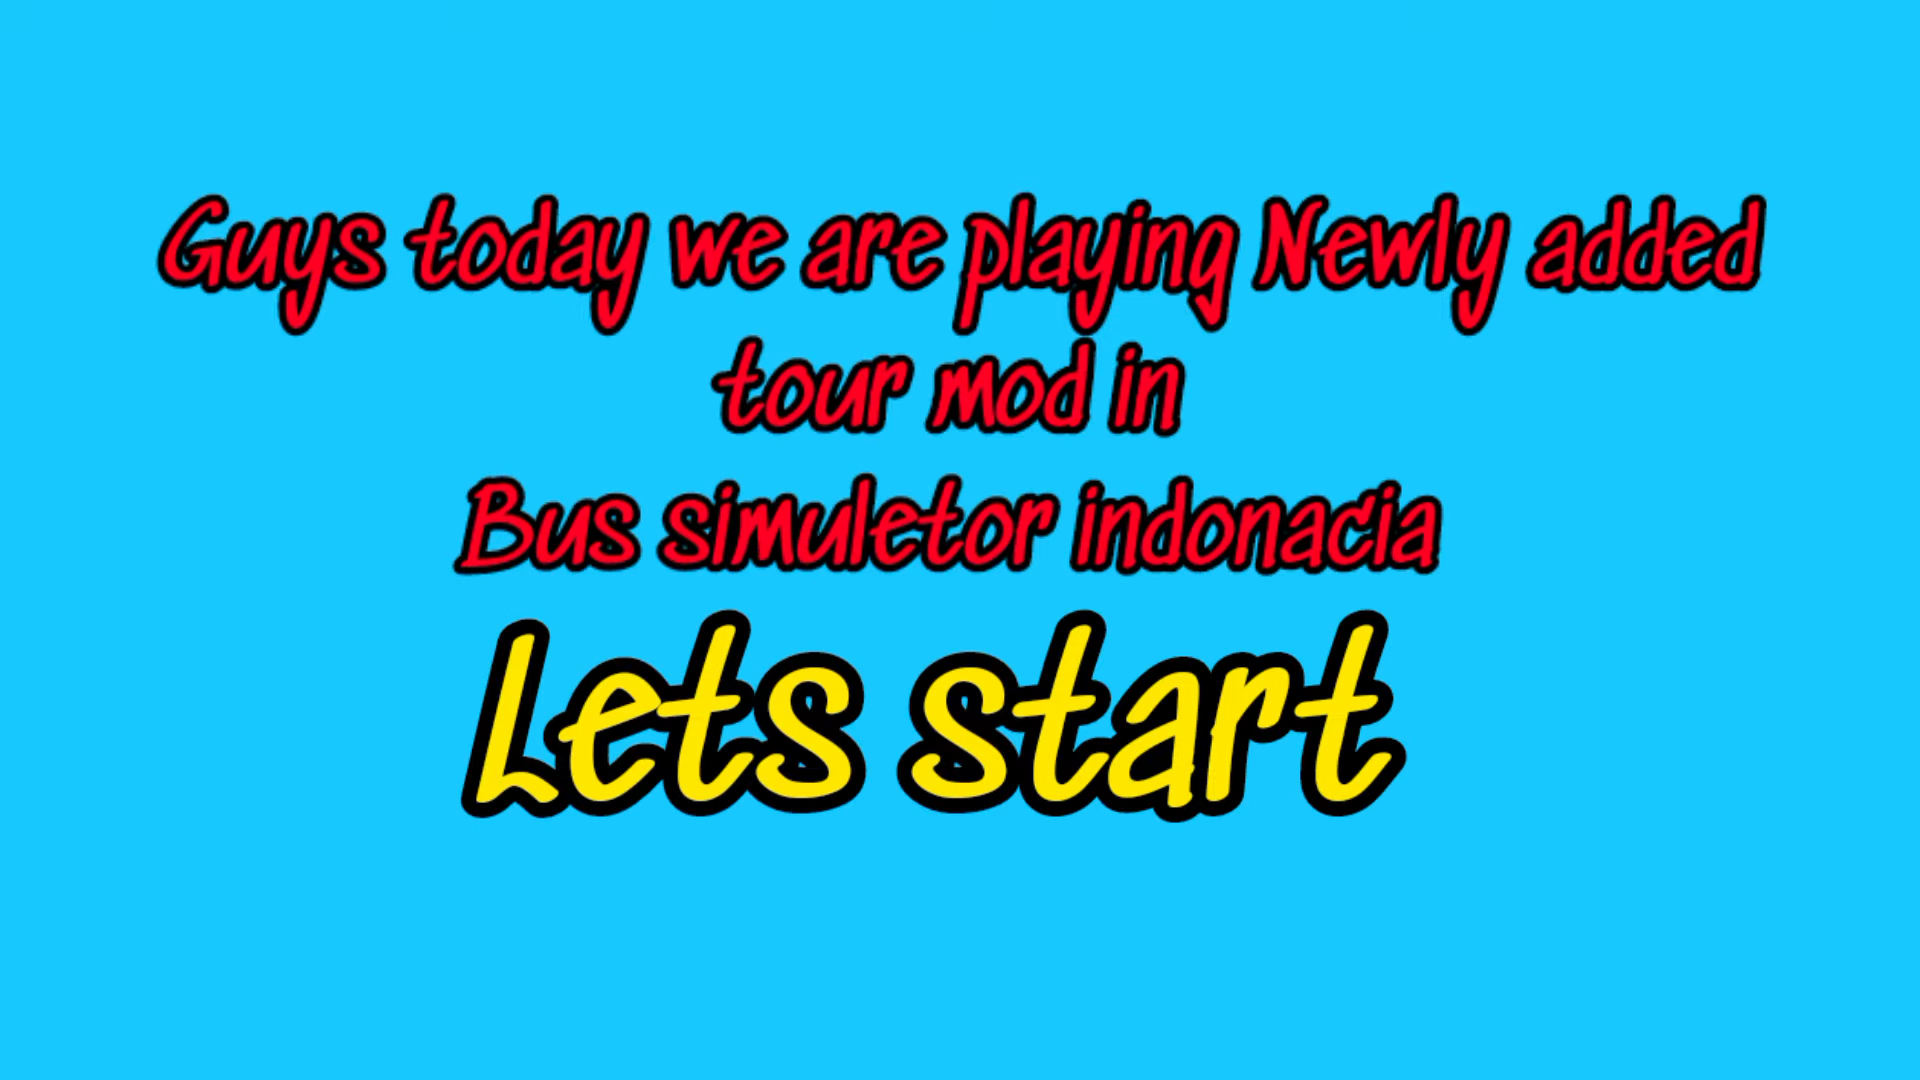 Guys today we are playing Newly added
tour mod in
Bus simuletor indonacia
Lets start